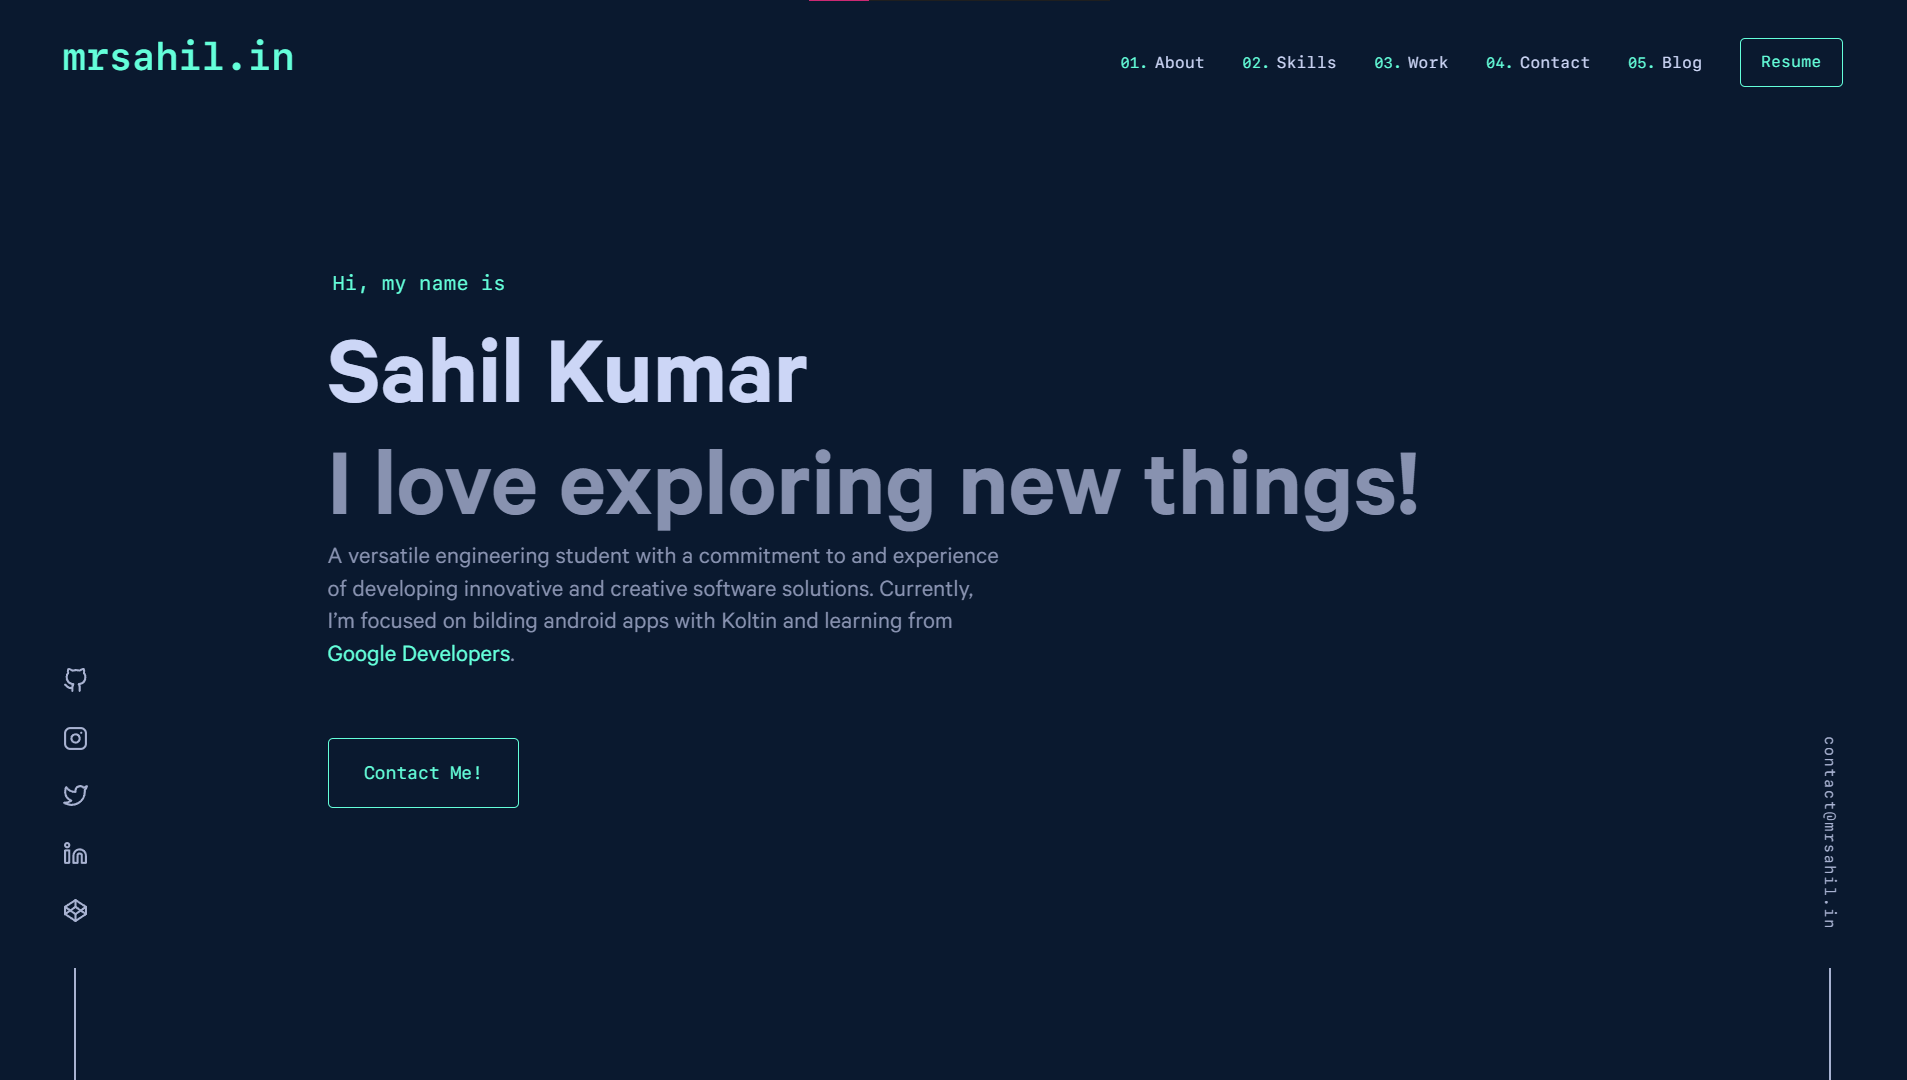 mrsahil.in
01. About
02. Skills
03. Work
04. Contact
05. Blog
Resume
Hi, my name is
Sahil Kumar
I love exploring new things!
A versatile engineering student with a commitment to and experience
of developing innovative and creative software solutions. Currently,
I'm focused on bilding android apps with Koltin and learning from
Google Developers.
Contact Me!
contact@mrsahil.in